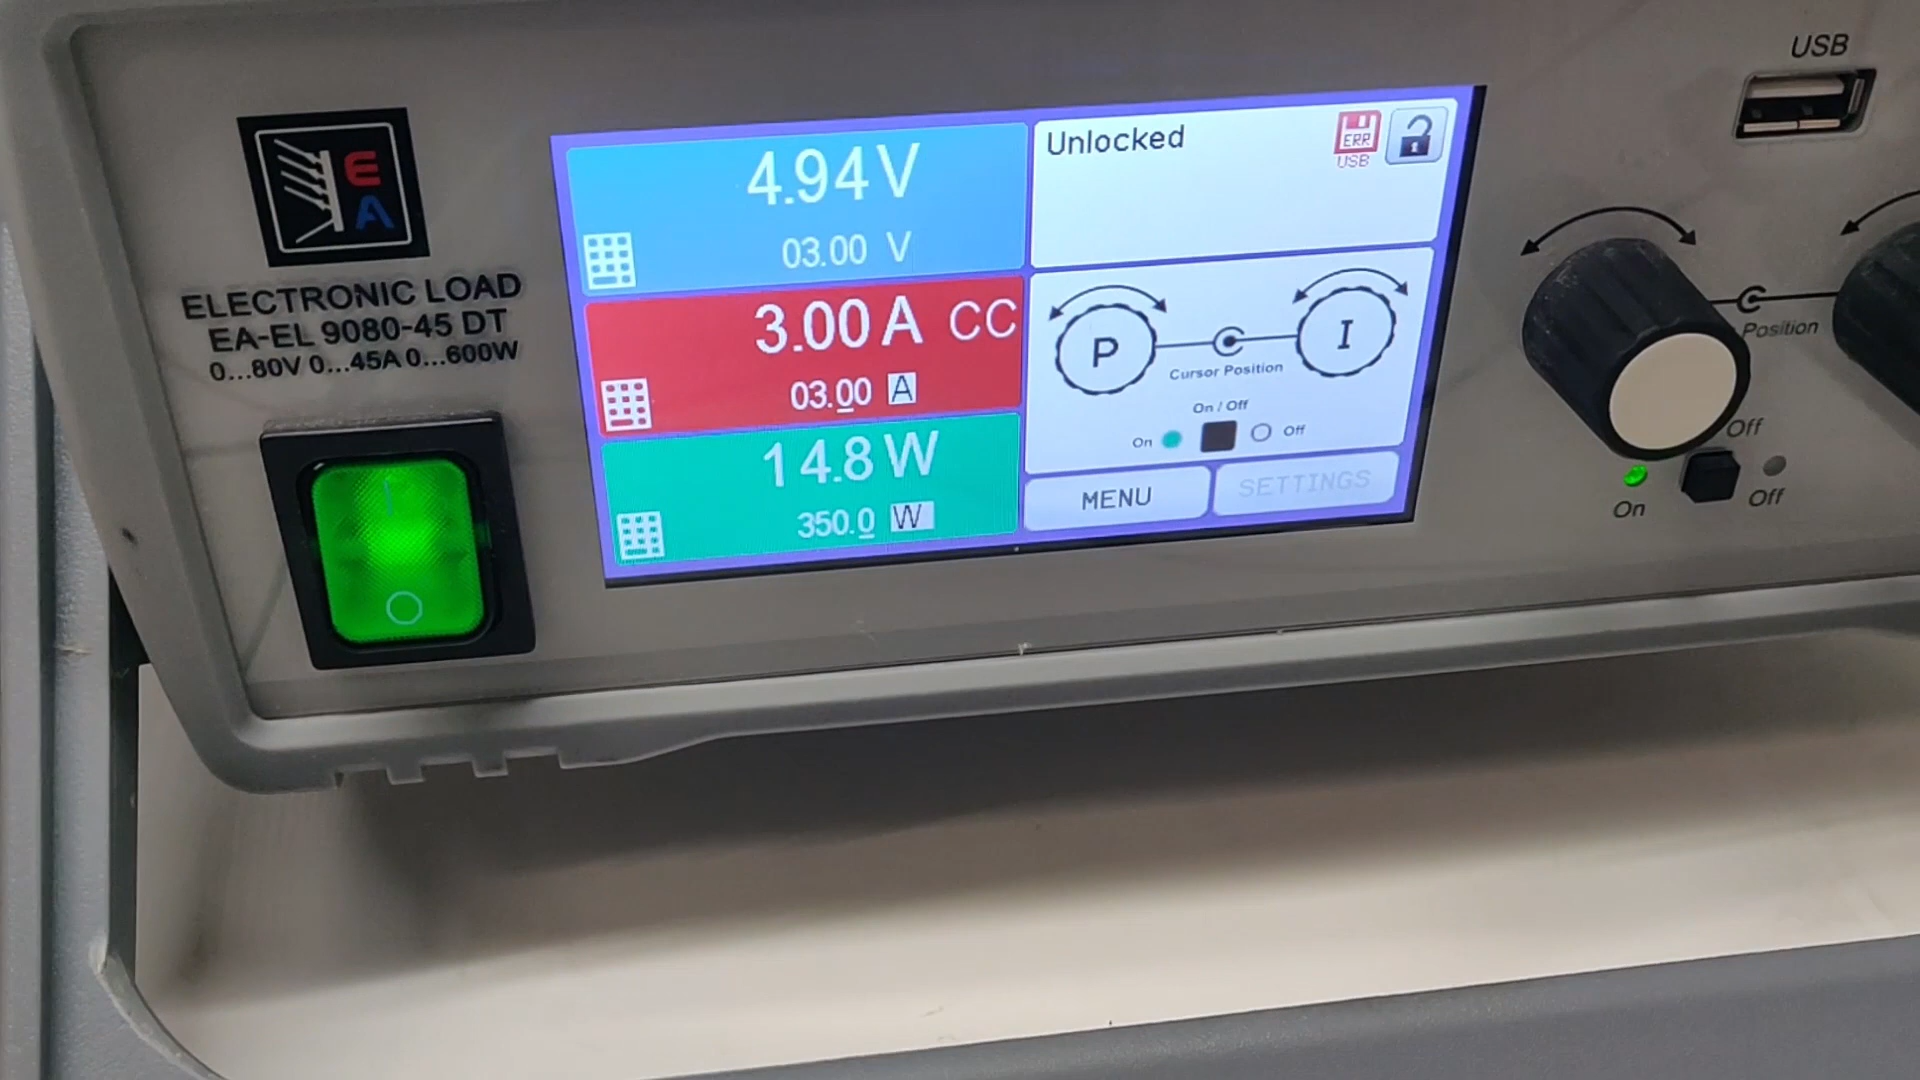 EA
ELECTRONIC LOAD
EA-EL 9080-45 DT
0...80V 0...45A 0...600W
4.94 V
03.00 V
3.00 A CC
03.00 A
14.8 W
350.0 W
Unlocked
ERR
USB
P
I
Cursor Position
On / Off
On
Off
MENU
SETTINGS
USB
Position
Off
On
Off